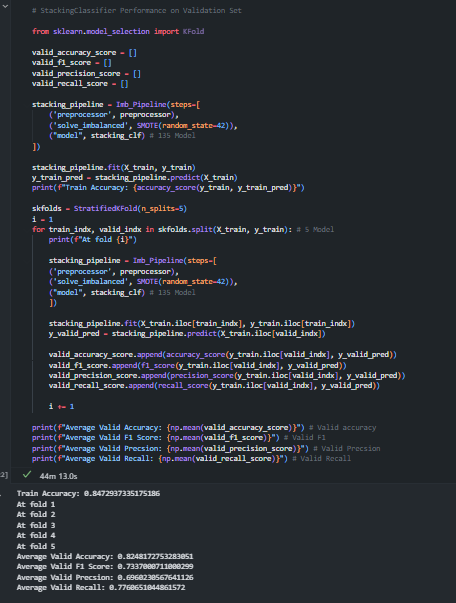 # StackingClassifier Performance on Validation Set
from sklearn.model_selection import KFold
valid_accuracy_score = []
valid_f1_score = []
valid_precision_score = []
valid_recall_score = []
stacking_pipeline = Imb_Pipeline(steps=[
('preprocessor', preprocessor),
('solve_imbalanced', SMOTE(random_state=42)),
("model", stacking_clf) # 135 Model
])
stacking_pipeline.fit(X_train, y_train)
y_train_pred = stacking_pipeline.predict(X_train)
print(f"Train Accuracy: {accuracy_score(y_train, y_train_pred)}")
skfolds = StratifiedKFold(n_splits=5)
i = 1
for train_indx, valid_indx in skfolds.split(X_train, y_train): # 5 Model
print(f"At fold {i}")
stacking_pipeline = Imb_Pipeline(steps=[
('preprocessor', preprocessor),
('solve_imbalanced', SMOTE(random_state=42)),
("model", stacking_clf) # 135 Model
])
stacking_pipeline.fit(X_train.iloc[train_indx], y_train.iloc[train_indx])
y_valid_pred = stacking_pipeline.predict(X_train.iloc[valid_indx])
valid_accuracy_score.append(accuracy_score(y_train.iloc[valid_indx], y_valid_pred))
valid_f1_score.append(f1_score(y_train.iloc[valid_indx], y_valid_pred))
valid_precision_score.append(precision_score(y_train.iloc[valid_indx], y_valid_pred))
valid_recall_score.append(recall_score(y_train.iloc[valid_indx], y_valid_pred))
i += 1
print(f"Average Valid Accuracy: {np.mean(valid_accuracy_score)}") # Valid accuracy
print(f"Average Valid F1 Score: {np.mean(valid_f1_score)}") # Valid F1
print(f"Average Valid Precsion: {np.mean(valid_precision_score)}") # Valid Precsion
print(f"Average Valid Recall: {np.mean(valid_recall_score)}") # Valid Recall
44m 13.0s
Train Accuracy: 0.8472937335175186
At fold 1
At fold 2
At fold 3
At fold 4
At fold 5
Average Valid Accuracy: 0.8248172753283051
Average Valid F1 Score: 0.7337000711000299
Average Valid Precsion: 0.6960230567641126
Average Valid Recall: 0.7760651044861572